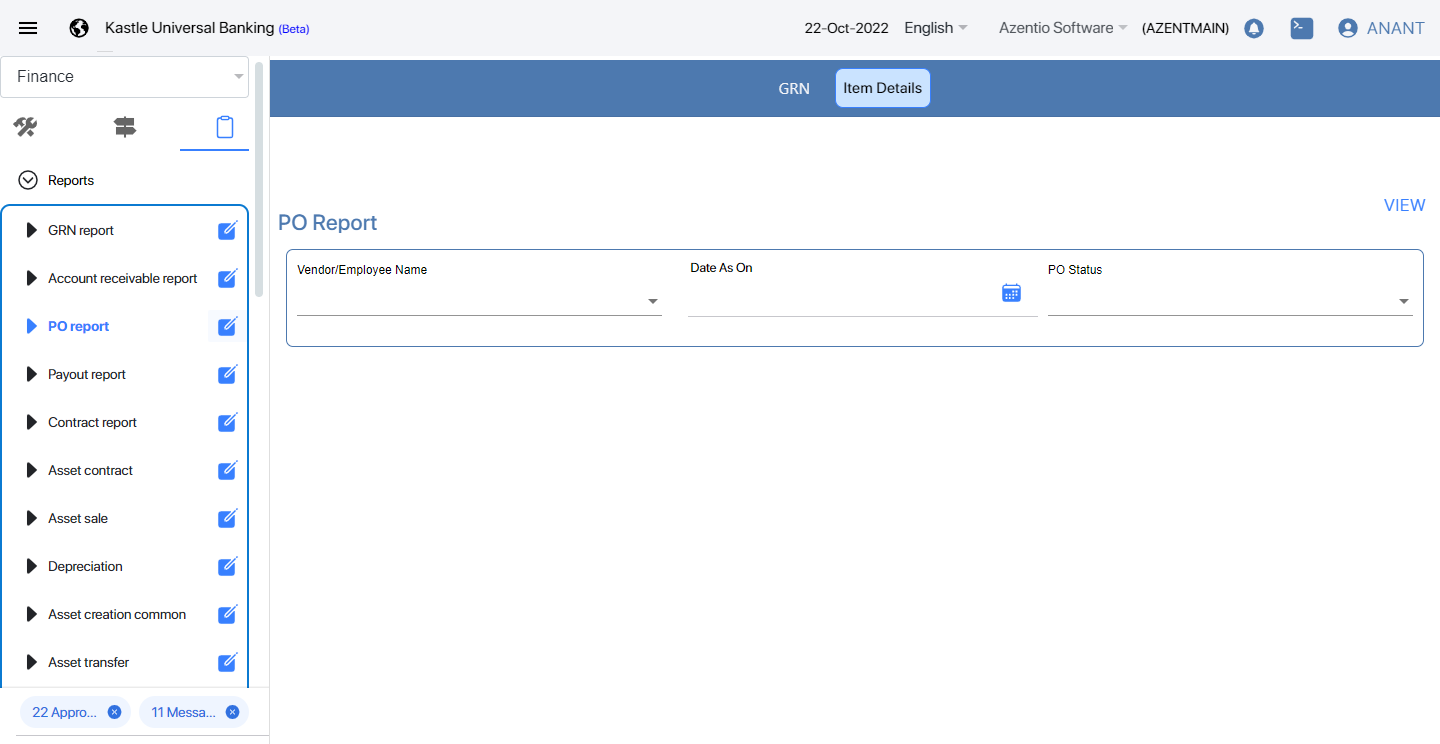 Kastle Universal Banking (Beta)
22-Oct-2022 English Azentio Software (AZENTMAIN) ANANT
Finance
GRN Item Details
Reports
GRN report
Account receivable report
PO report
Payout report
Contract report
Asset contract
Asset sale
Depreciation
Asset creation common
Asset transfer
22 Appro... 11 Messa...
VIEW
PO Report
Vendor/Employee Name Date As On PO Status